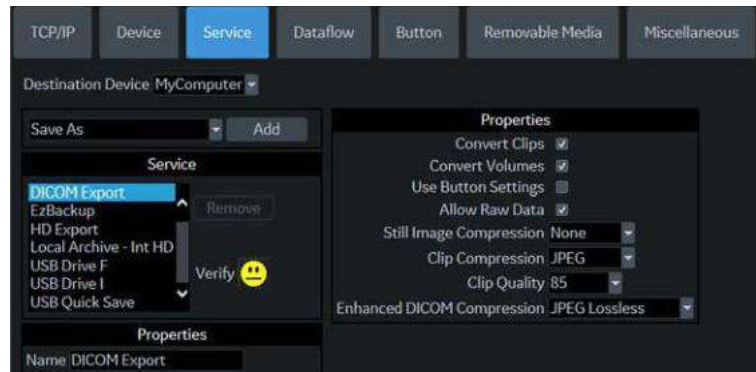 TCP/IP Device Service Dataflow Button Removable Media Miscellaneous
Destination Device MyComputer
Save As Add
Service
DICOM Export
EzBackup
HD Export
Local Archive - Int HD
USB Drive F
USB Drive I
USB Quick Save
Remove
Verify
Properties
Name DICOM Export
Properties
Convert Clips
Convert Volumes
Use Button Settings
Allow Raw Data
Still Image Compression None
Clip Compression JPEG
Clip Quality 85
Enhanced DICOM Compression JPEG Lossless